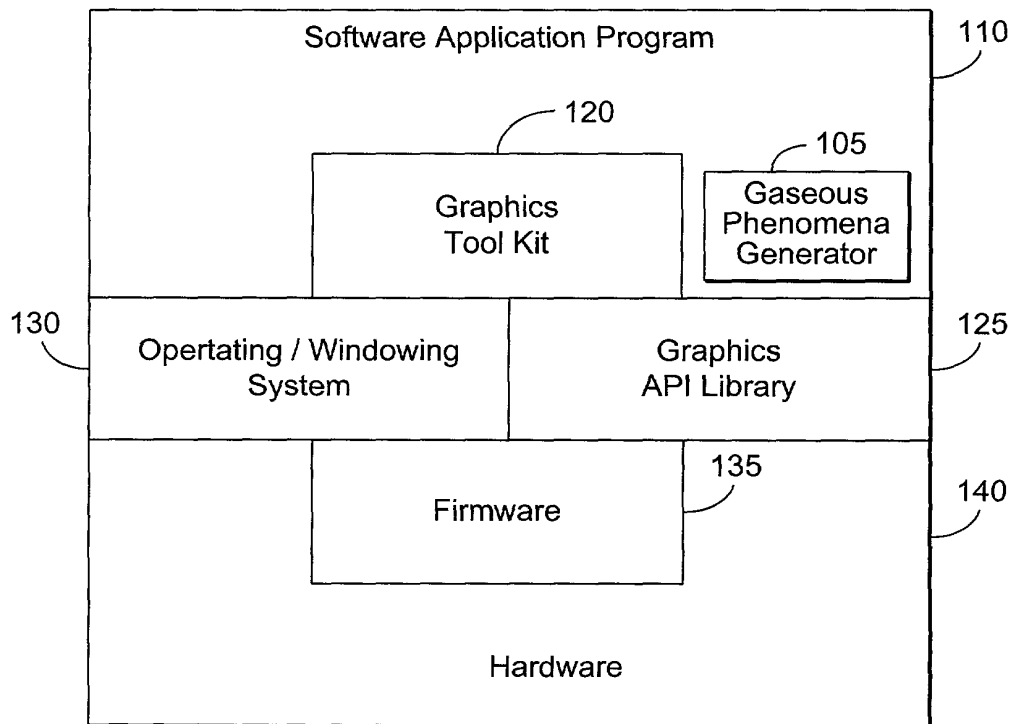 Software Application Program
110
120
105
Graphics
Tool Kit
Gaseous
Phenomena
Generator
130
Opertating / Windowing
System
Graphics
API Library
125
Firmware
135
140
Hardware